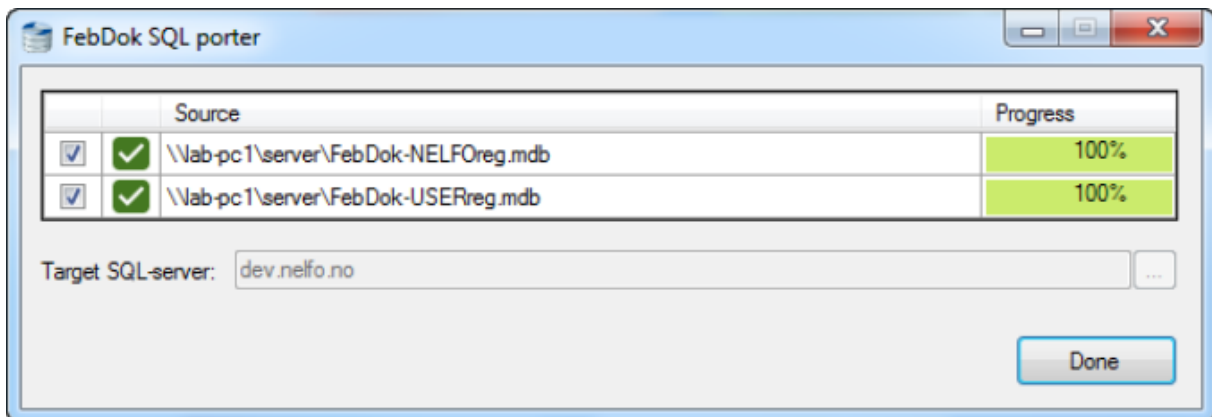 FebDok SQL porter
Source Progress
\\lab-pc1\server\FebDok-NELFOreg.mdb 100%
\\lab-pc1\server\FebDok-USERreg.mdb 100%
Target SQL-server: dev.nelfo.no ...
Done